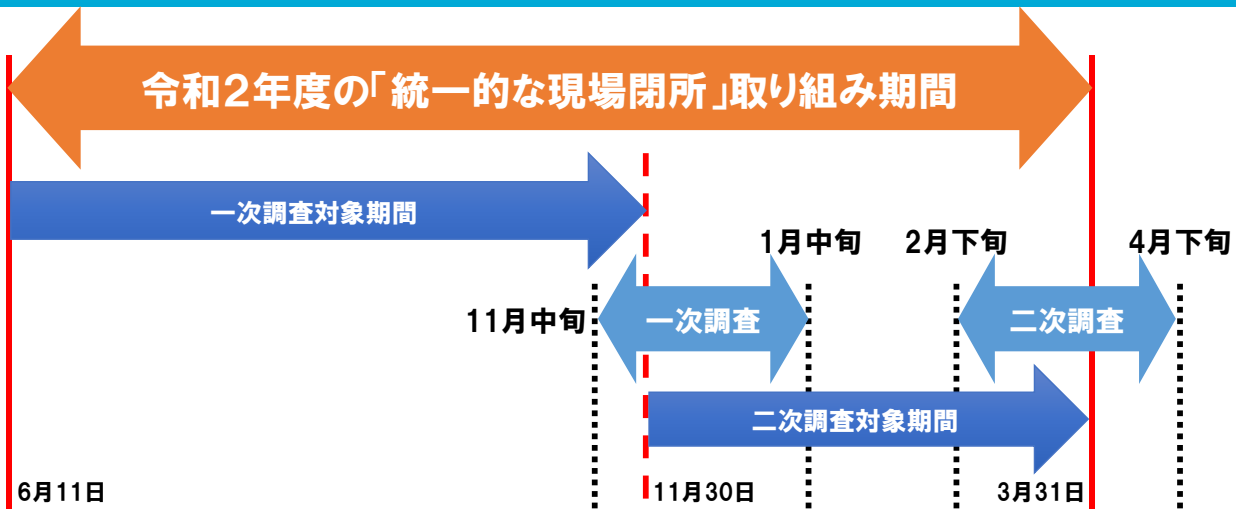 令和2年度の「統一的な現場閉所」取り組み期間
一次調査対象期間
1月中旬
2月下旬
4月下旬
11月中旬
一次調査
二次調査
二次調査対象期間
6月11日
11月30日
3月31日